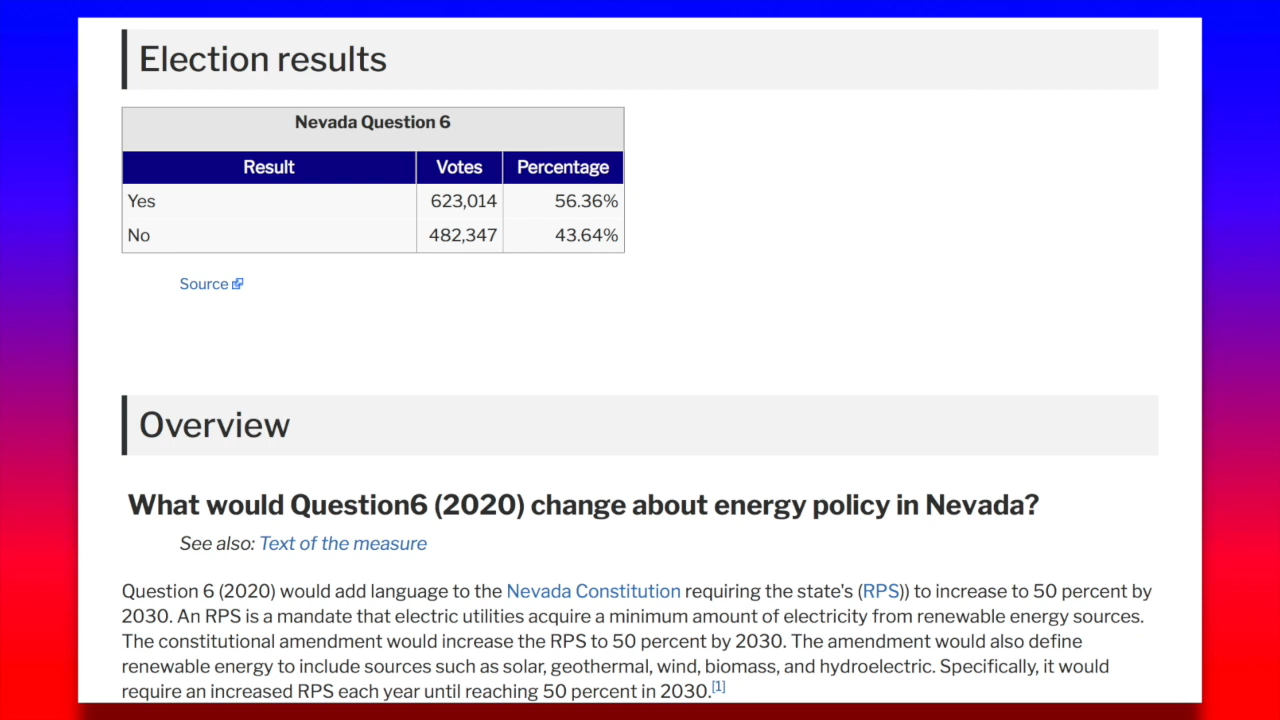 Election results
Nevada Question 6
Result Votes Percentage
Yes 623,014 56.36%
No 482,347 43.64%
Source
Overview
What would Question6 (2020) change about energy policy in Nevada?
See also: Text of the measure
Question 6 (2020) would add language to the Nevada Constitution requiring the state's (RPS)) to increase to 50 percent by
2030. An RPS is a mandate that electric utilities acquire a minimum amount of electricity from renewable energy sources.
The constitutional amendment would increase the RPS to 50 percent by 2030. The amendment would also define
renewable energy to include sources such as solar, geothermal, wind, biomass, and hydroelectric. Specifically, it would
require an increased RPS each year until reaching 50 percent in 2030.[1]